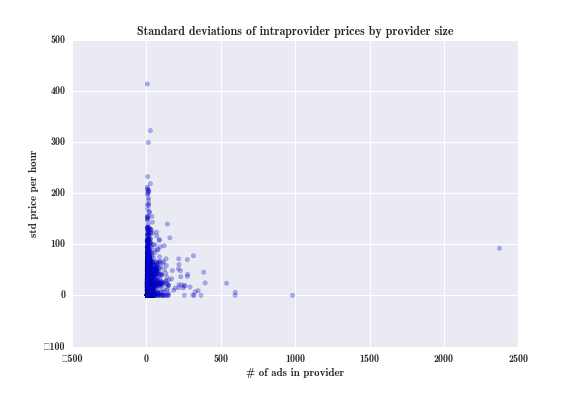 Standard deviations of intraprovider prices by provider size
500
400
300
200
100
0
□100
std price per hour
□500 0 500 1000 1500 2000 2500
# of ads in provider